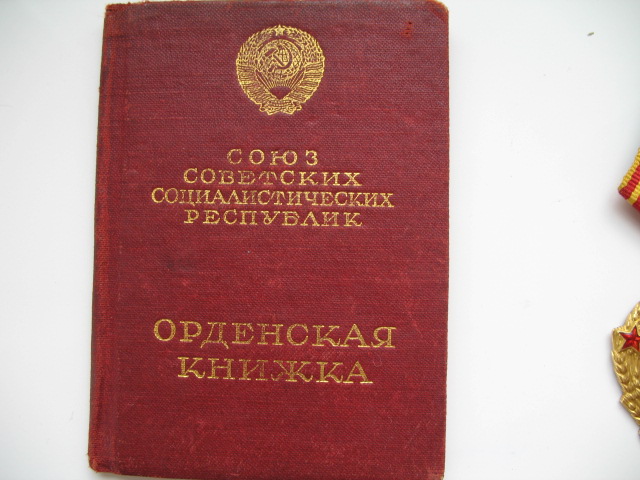 СОЮЗ
СОВЕТСКИХ
СОЦИАЛИСТИЧЕСКИХ
РЕСПУБЛИК
ОРДЕНСКАЯ
КНИЖКА